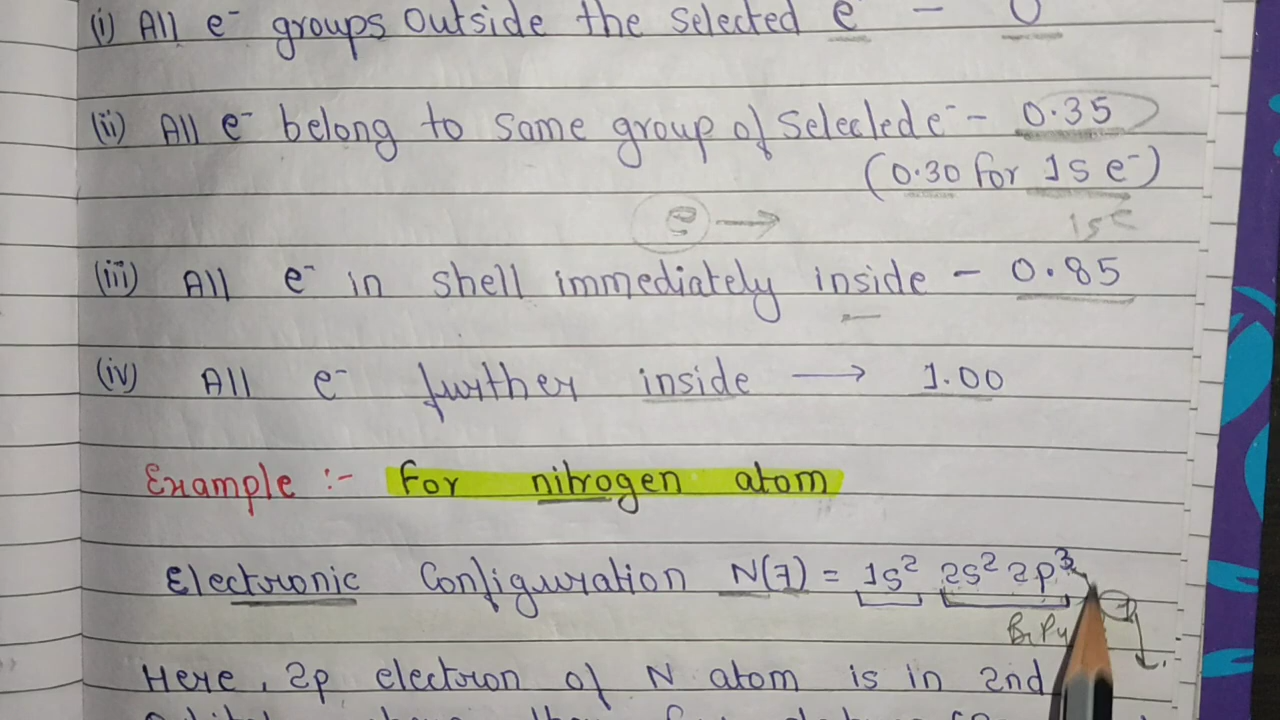 (i) All e⁻ groups outside the selected e⁻ - 0
(ii) All e⁻ belong to same group of Selected e⁻ - 0.35
(0.30 for 1s e⁻)
e → 1s e
(iii) All e⁻ in shell immediately inside - 0.85
(iv) All e⁻ further inside → 1.00
Example :- For nitrogen atom
Electronic Configuration N(7) = 1s² 2s² 2p³
Here, 2p electron of N atom is in 2nd